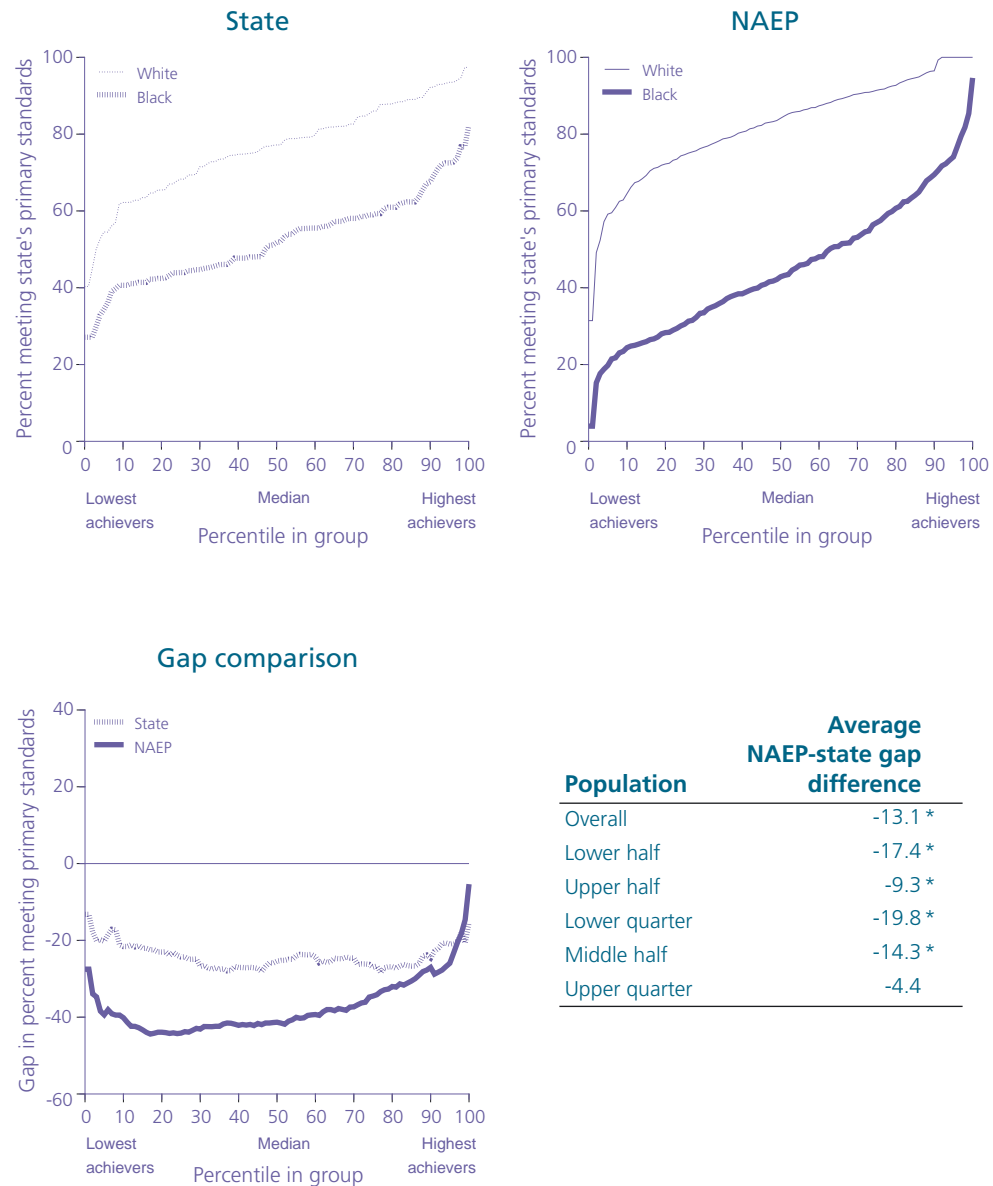 State
Percent meeting state's primary standards
100
80
60
40
20
0
White
Black
0 10 20 30 40 50 60 70 80 90 100
Lowest achievers
Median
Highest achievers
Percentile in group
NAEP
Percent meeting state's primary standards
100
80
60
40
20
0
White
Black
0 10 20 30 40 50 60 70 80 90 100
Lowest achievers
Median
Highest achievers
Percentile in group
Gap comparison
Gap in percent meeting primary standards
40
20
0
-20
-40
-60
State
NAEP
0 10 20 30 40 50 60 70 80 90 100
Lowest achievers
Median
Highest achievers
Percentile in group
Average
NAEP-state gap
Population difference
Overall -13.1 *
Lower half -17.4 *
Upper half -9.3 *
Lower quarter -19.8 *
Middle half -14.3 *
Upper quarter -4.4